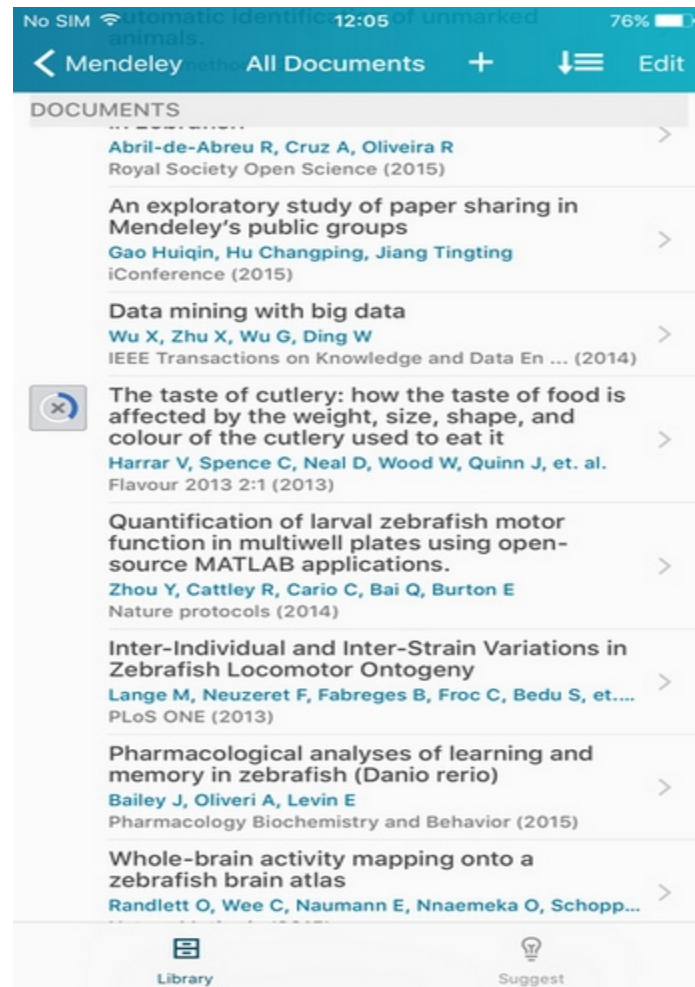 No SIM 12:05 76%
automatic identification of unmarked
animals.
Mendeley All Documents + Edit
DOCUMENTS
in zebrafish
Abril-de-Abreu R, Cruz A, Oliveira R
Royal Society Open Science (2015)
An exploratory study of paper sharing in
Mendeley's public groups
Gao Huiqin, Hu Changping, Jiang Tingting
iConference (2015)
Data mining with big data
Wu X, Zhu X, Wu G, Ding W
IEEE Transactions on Knowledge and Data En ... (2014)
The taste of cutlery: how the taste of food is
affected by the weight, size, shape, and
colour of the cutlery used to eat it
Harrar V, Spence C, Neal D, Wood W, Quinn J, et. al.
Flavour 2013 2:1 (2013)
Quantification of larval zebrafish motor
function in multiwell plates using open-
source MATLAB applications.
Zhou Y, Cattley R, Cario C, Bai Q, Burton E
Nature protocols (2014)
Inter-Individual and Inter-Strain Variations in
Zebrafish Locomotor Ontogeny
Lange M, Neuzeret F, Fabreges B, Froc C, Bedu S, et....
PLoS ONE (2013)
Pharmacological analyses of learning and
memory in zebrafish (Danio rerio)
Bailey J, Oliveri A, Levin E
Pharmacology Biochemistry and Behavior (2015)
Whole-brain activity mapping onto a
zebrafish brain atlas
Randlett O, Wee C, Naumann E, Nnaemeka O, Schopp...
Library Suggest